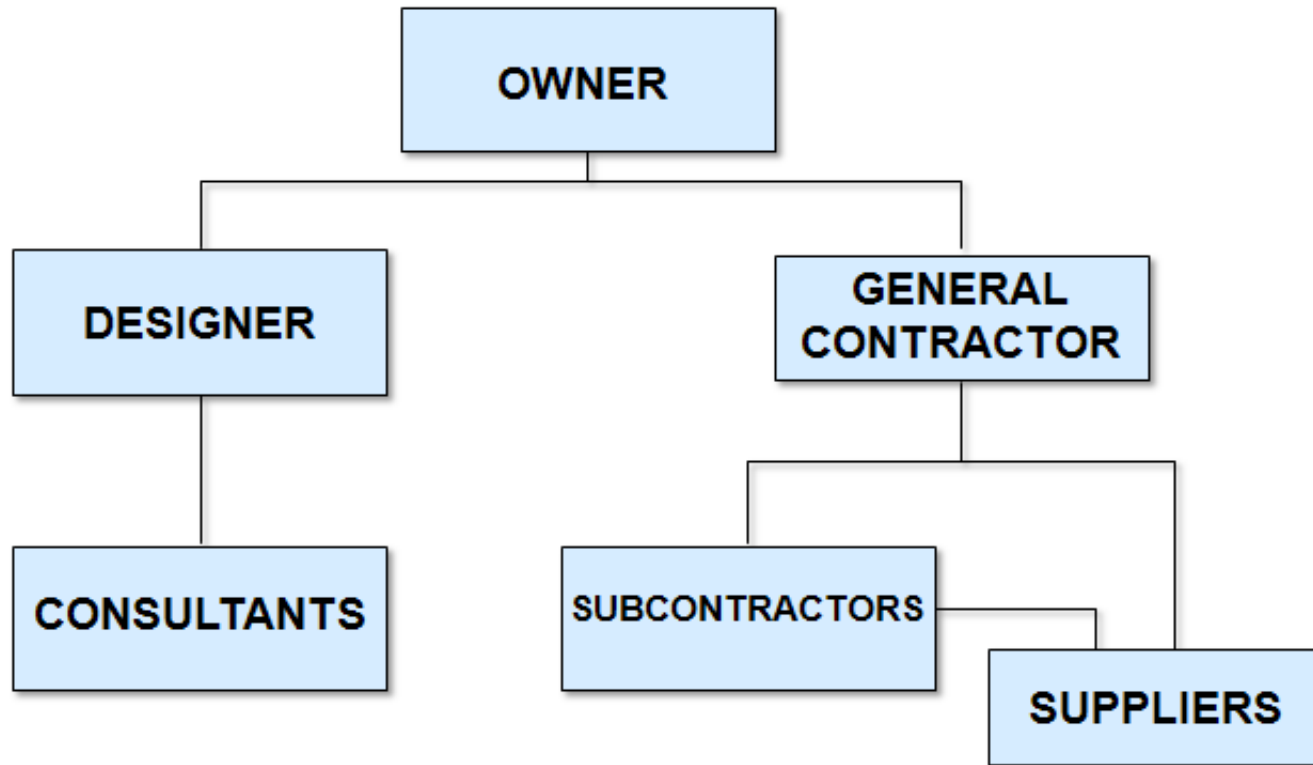 OWNER
DESIGNER
GENERAL
CONTRACTOR
CONSULTANTS
SUBCONTRACTORS
SUPPLIERS